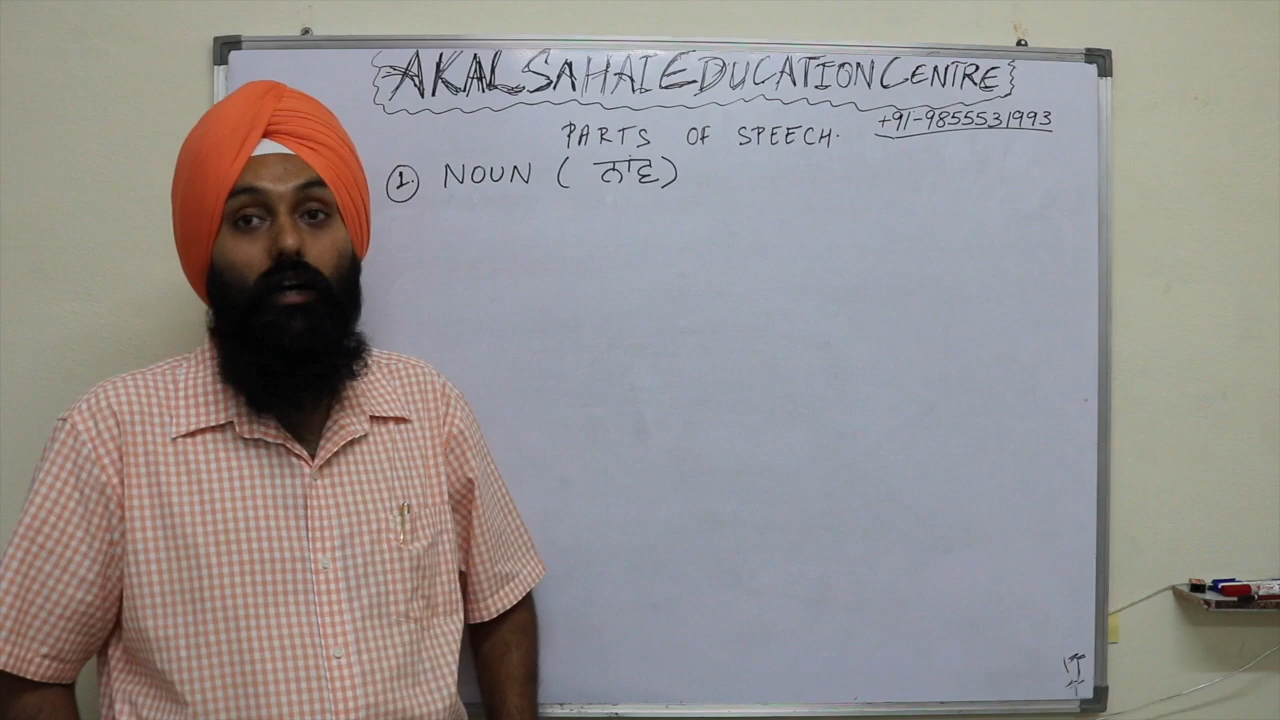 AKAL SAHAI EDUCATION CENTRE
+91-9855531993
PARTS OF SPEECH.
1. NOUN ( ਨਾਂਵ)